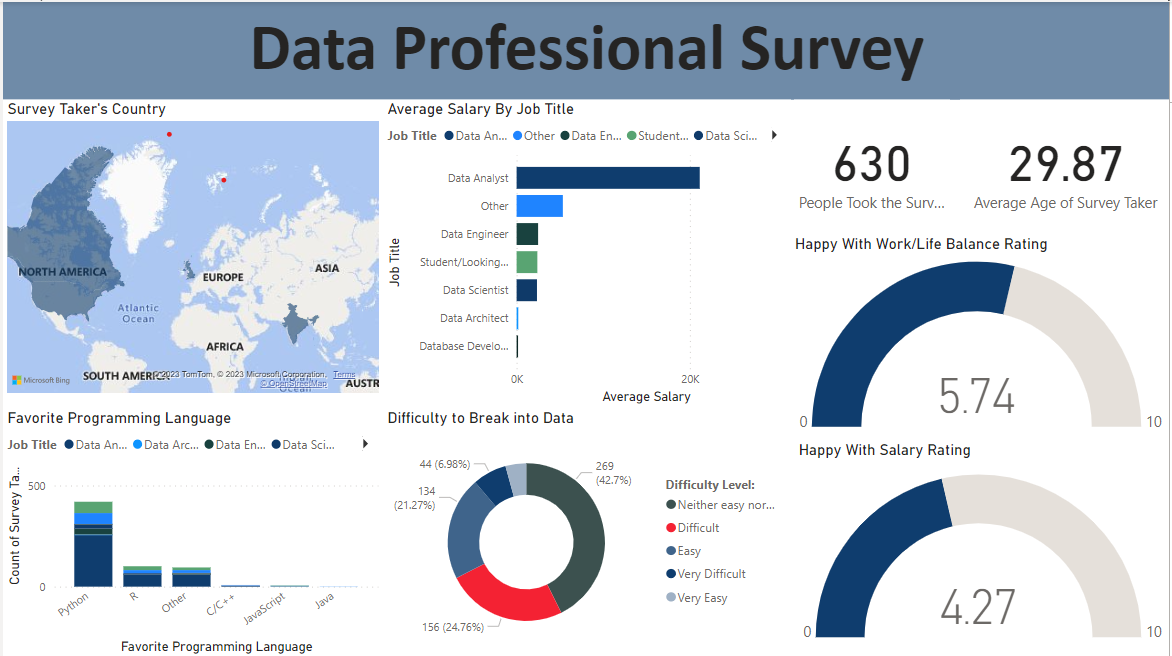 Data Professional Survey
Survey Taker's Country
NORTH AMERICA
EUROPE
ASIA
Atlantic
Ocean
AFRICA
SOUTH AMERICA
AUSTR
Microsoft Bing
© 2023 TomTom, © 2023 Microsoft Corporation, Terms
© OpenStreetMap
Average Salary By Job Title
Job Title Data An... Other Data En... Student... Data Sci...
Job Title
Data Analyst
Other
Data Engineer
Student/Looking...
Data Scientist
Data Architect
Database Develo...
0K 20K
Average Salary
630
People Took the Surv...
29.87
Average Age of Survey Taker
Happy With Work/Life Balance Rating
5.74
0 10
Favorite Programming Language
Job Title Data An... Data Arc... Data En... Data Sci...
Count of Survey Ta...
500
0
Python R Other C/C++ JavaScript Java
Favorite Programming Language
Difficulty to Break into Data
44 (6.98%)
269
(42.7%)
134
(21.27%)
156 (24.76%)
Difficulty Level:
Neither easy nor...
Difficult
Easy
Very Difficult
Very Easy
Happy With Salary Rating
4.27
0 10